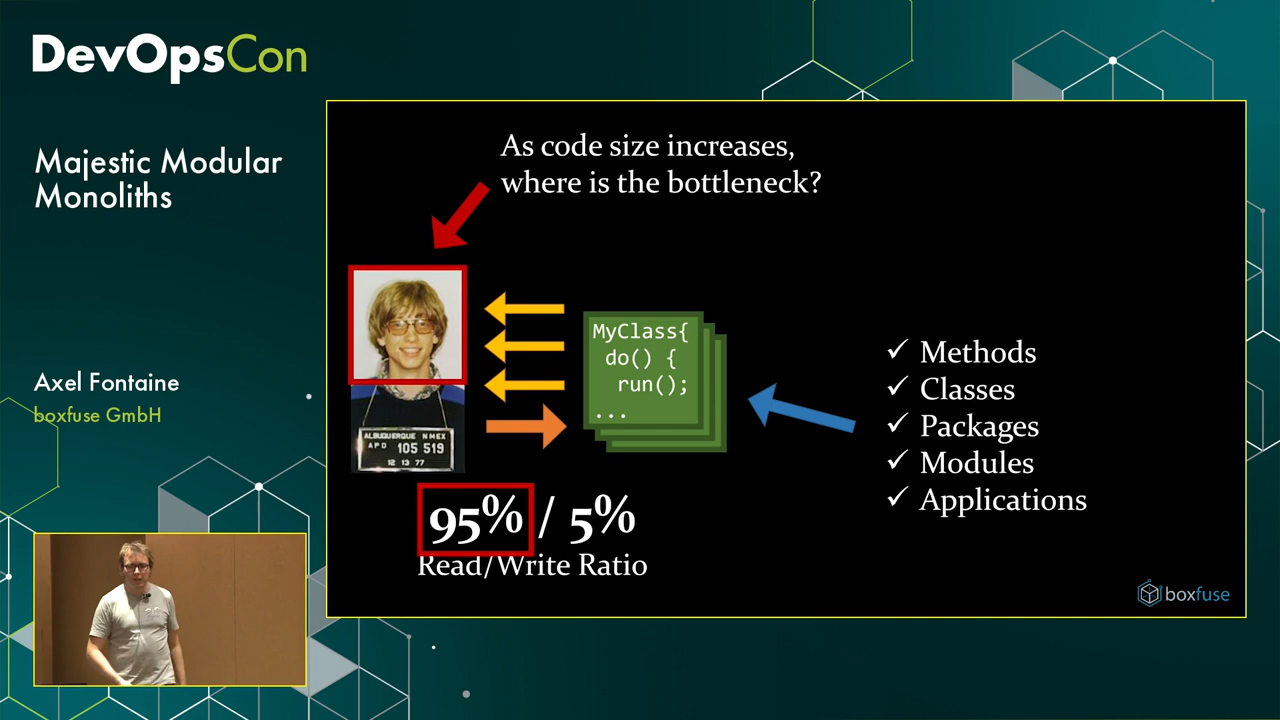 DevOpsCon
Majestic Modular
Monoliths
Axel Fontaine
boxfuse GmbH
As code size increases,
where is the bottleneck?
MyClass{
do() {
run();
...
ALBUQUERQUE NMEX
APD 105 519
12 13 77
95% / 5%
Read/Write Ratio
✓ Methods
✓ Classes
✓ Packages
✓ Modules
✓ Applications
boxfuse